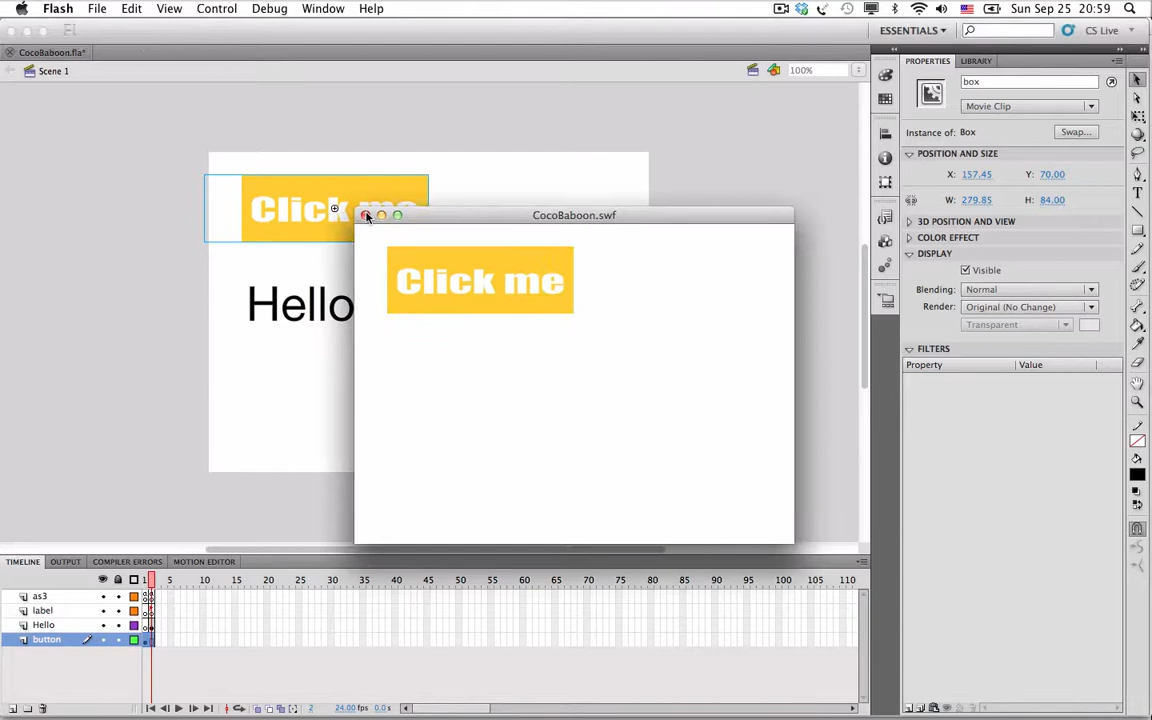 Flash File Edit View Control Debug Window Help Sun Sep 25 20:59
Fl ESSENTIALS CS Live
CocoBaboon.fla*
Scene 1 100%
Click me
Hello
CocoBaboon.swf
Click me
PROPERTIES LIBRARY
box
Movie Clip
Instance of: Box Swap...
POSITION AND SIZE
X: 157.45 Y: 70.00
W: 279.85 H: 84.00
3D POSITION AND VIEW
COLOR EFFECT
DISPLAY
Visible
Blending: Normal
Render: Original (No Change)
Transparent
FILTERS
Property Value
TIMELINE OUTPUT COMPILER ERRORS MOTION EDITOR
1 5 10 15 20 25 30 35 40 45 50 55 60 65 70 75 80 85 90 95 100 105 110
as3
label
Hello
button
2 24.00 fps 0.0 s